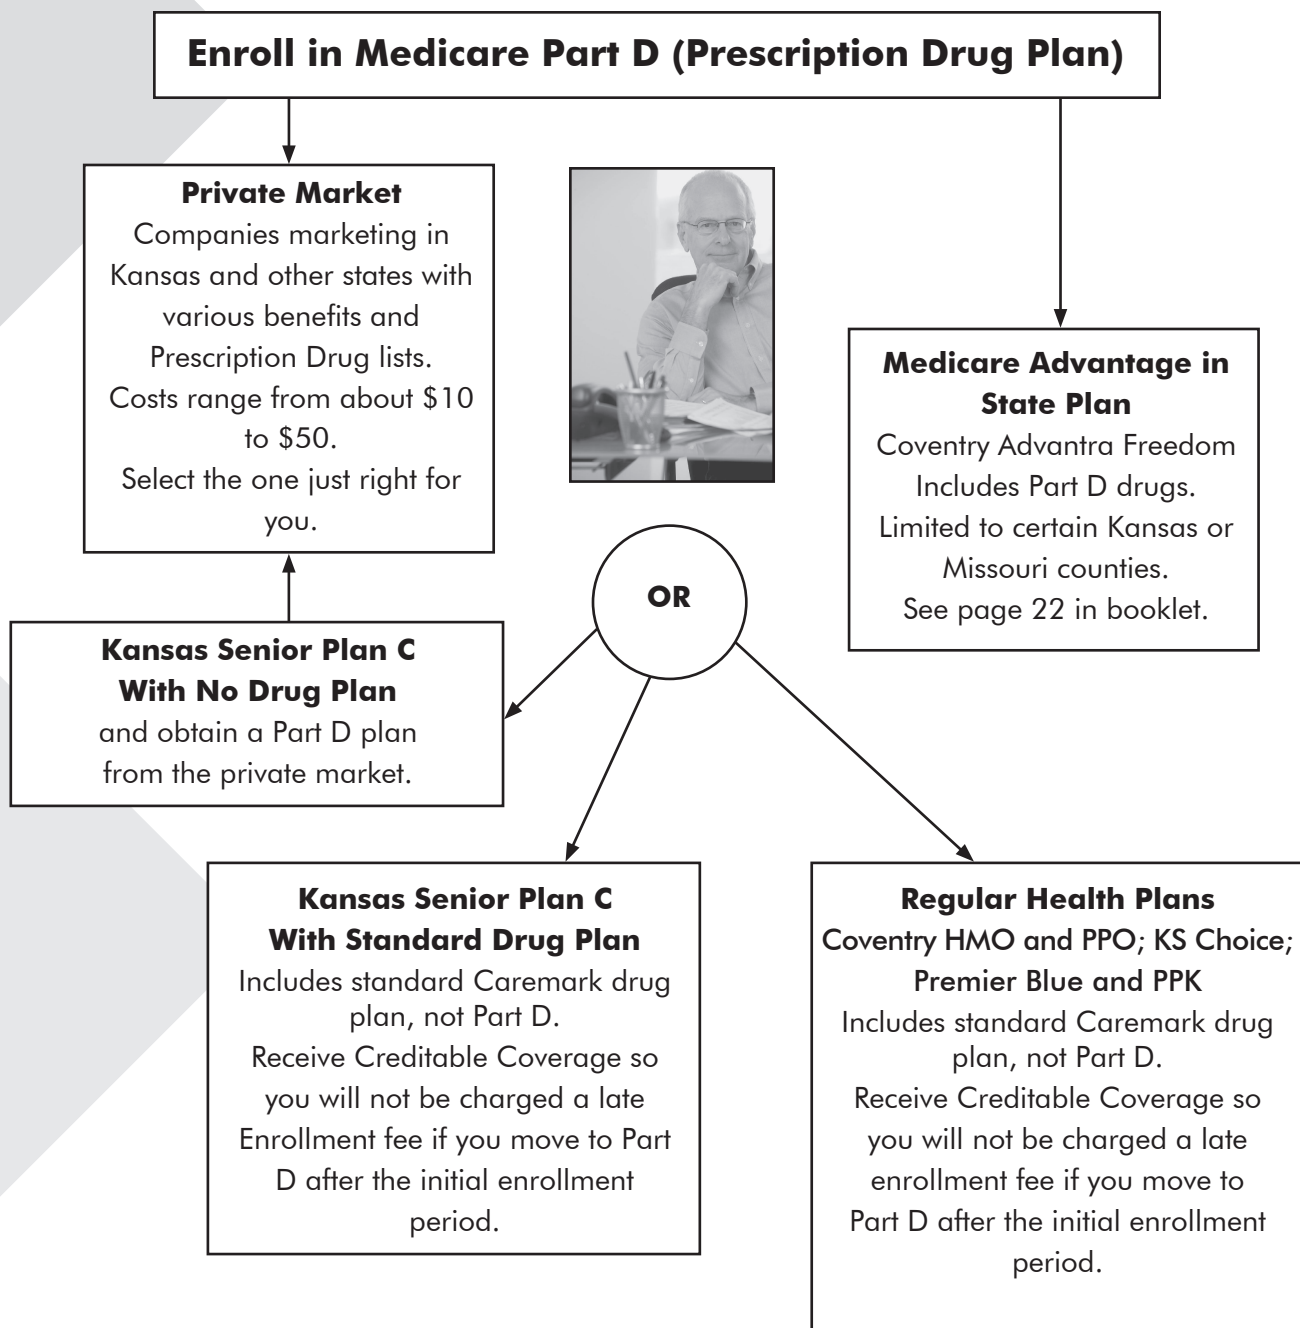 Enroll in Medicare Part D (Prescription Drug Plan)
Private Market
Companies marketing in
Kansas and other states with
various benefits and
Prescription Drug lists.
Costs range from about $10
to $50.
Select the one just right for
you.
Medicare Advantage in
State Plan
Coventry Advantra Freedom
Includes Part D drugs.
Limited to certain Kansas or
Missouri counties.
See page 22 in booklet.
OR
Kansas Senior Plan C
With No Drug Plan
and obtain a Part D plan
from the private market.
Kansas Senior Plan C
With Standard Drug Plan
Includes standard Caremark drug
plan, not Part D.
Receive Creditable Coverage so
you will not be charged a late
Enrollment fee if you move to Part
D after the initial enrollment
period.
Regular Health Plans
Coventry HMO and PPO; KS Choice;
Premier Blue and PPK
Includes standard Caremark drug
plan, not Part D.
Receive Creditable Coverage so
you will not be charged a late
enrollment fee if you move to
Part D after the initial enrollment
period.